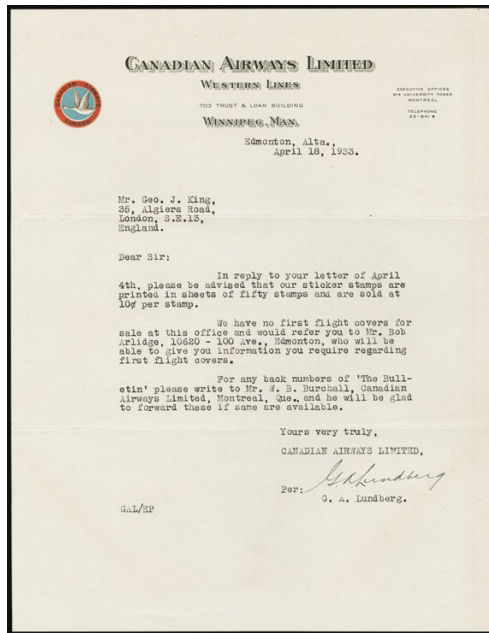 CANADIAN AIRWAYS LIMITED
WESTERN LINES
703 TRUST & LOAN BUILDING
WINNIPEG, MAN.
CANADIAN AIRWAYS LIMITED
EXECUTIVE OFFICES
UNIVERSITY TOWER
MONTREAL
TELEPHONE
Edmonton, Alta.,
April 18, 1933.
Mr. Geo. J. King,
35, Algiers Road,
London, S.E.13,
England.
Dear Sir:
In reply to your letter of April
4th, please be advised that our sticker stamps are
printed in sheets of fifty stamps and are sold at
10¢ per stamp.
We have no first flight covers for
sale at this office and would refer you to Mr. Bob
Arlidge, 10620 - 100 Ave., Edmonton, who will be
able to give you information you require regarding
first flight covers.
For any back numbers of 'The Bull-
etin' please write to Mr. W. B. Burchall, Canadian
Airways Limited, Montreal, Que., and he will be glad
to forward these if same are available.
Yours very truly,
CANADIAN AIRWAYS LIMITED,
G A Lundberg
Per:
G. A. Lundberg.
GAL/EP